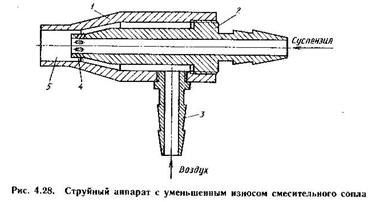 1
2
Суспензия
5
4
3
Воздух
Рис. 4.28. Струйный аппарат с уменьшенным износом смесительного сопла